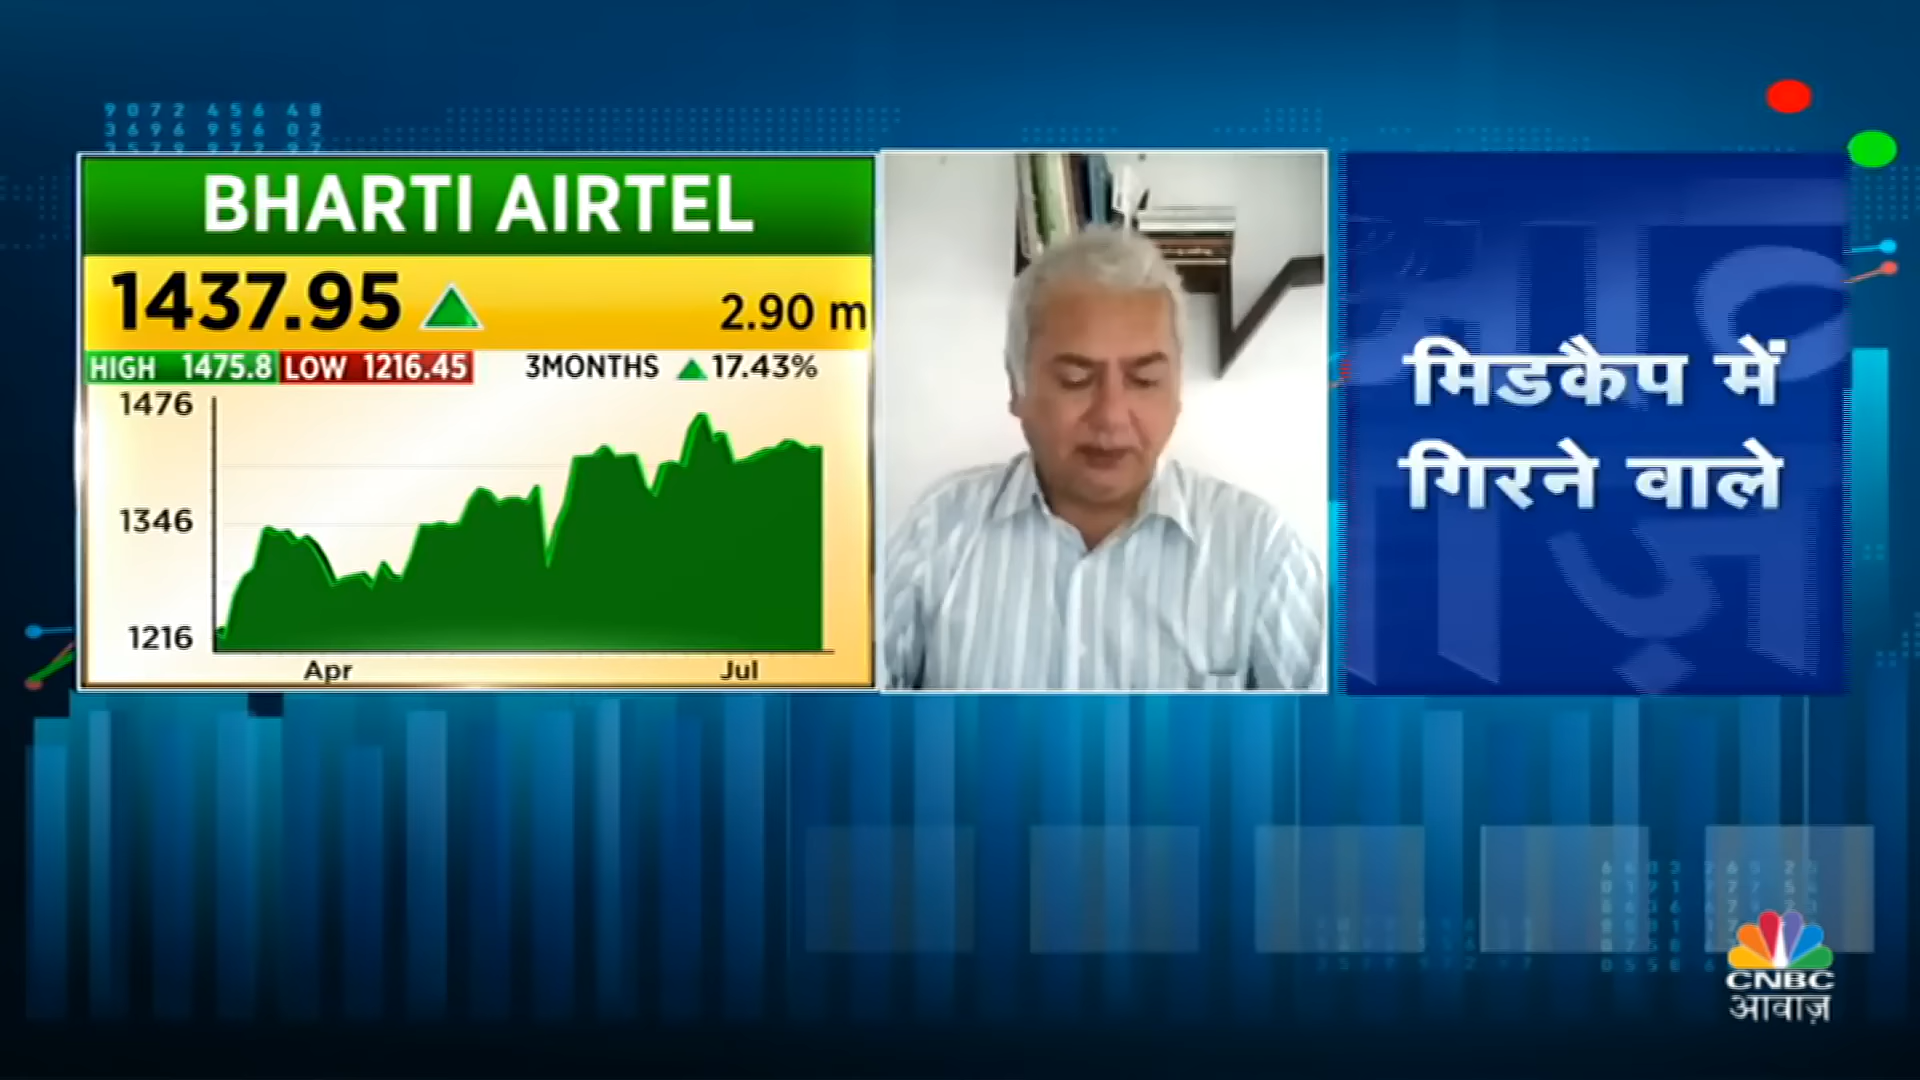 BHARTI AIRTEL
1437.95 2.90 m
HIGH 1475.8 LOW 1216.45 3MONTHS 17.43%
1476
1346
1216
Apr Jul
मिडकैप में
गिरने वाले
CNBC
आवाज़